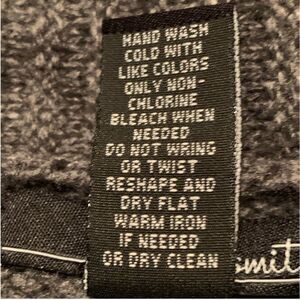 HAND WASH
COLD WITH
LIKE COLORS
ONLY NON-
CHLORINE
BLEACH WHEN
NEEDED
DO NOT WRING
OR TWIST
RESHAPE AND
DRY FLAT
WARM IRON
IF NEEDED
OR DRY CLEAN